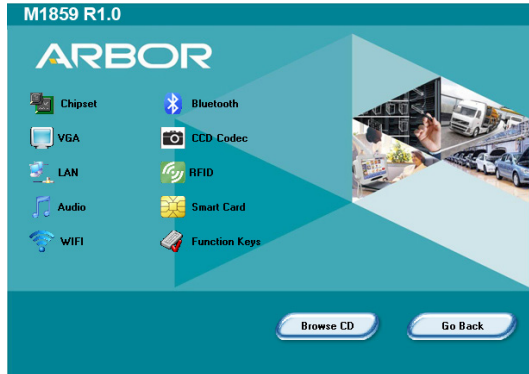 M1859 R1.0
ARBOR
Chipset
Bluetooth
VGA
CCD-Codec
LAN
RFID
Audio
Smart Card
WIFI
Function Keys
Browse CD
Go Back